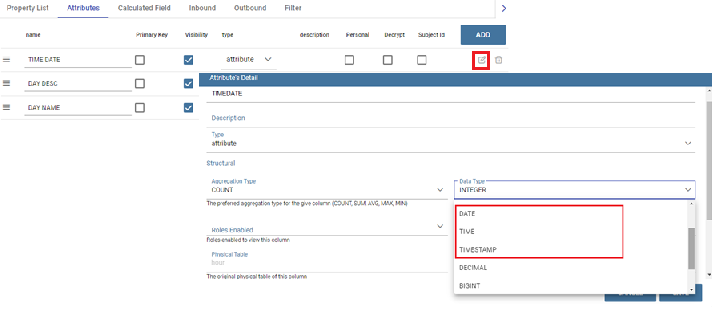 Property List Attributes Calculated Field Inbound Outbound Filter
name Primary Key Visibility type description Personal Decrypt Subject Id ADD
TIME DATE attribute
DAY DESC
DAY NAME
Attribute's Detail
TIMEDATE
Description
Type
attribute
Structural
Aggregation Type
COUNT
The preferred aggregation type for the give column (COUNT, SUM, AVG, MAX, MIN)
Data Type
INTEGER
DATE
TIME
TIMESTAMP
DECIMAL
BIGINT
Roles Enabled
Roles enabled to view this column
Physical Table
hour
The original physical table of this column